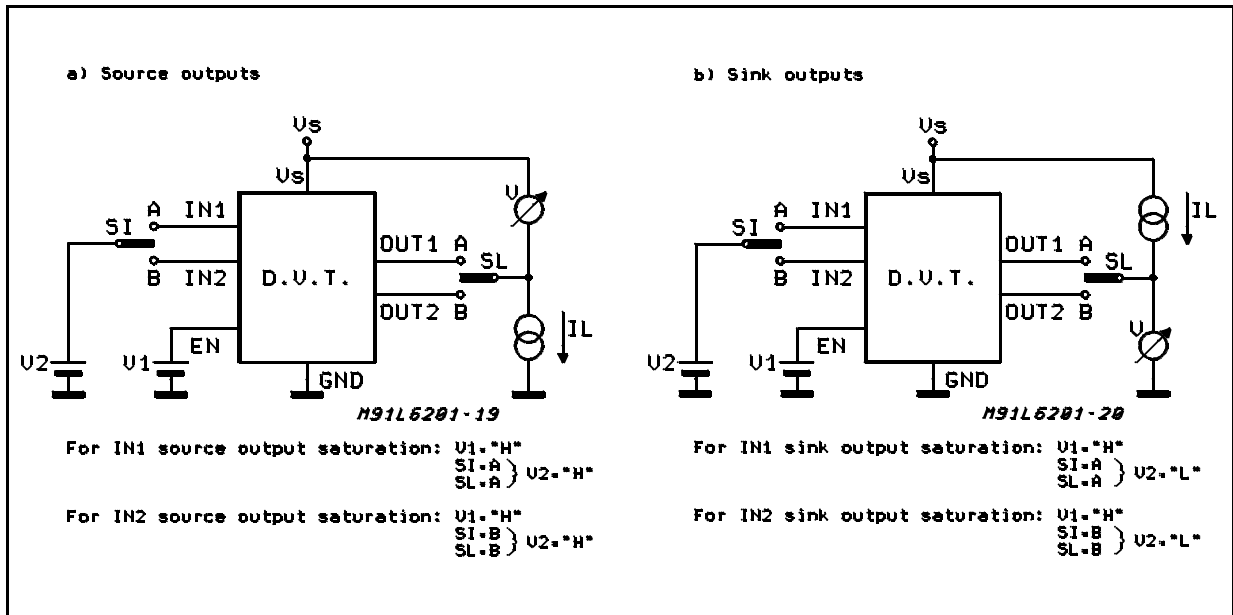 a) Source outputs
Vs
Vs
V
A
IN1
SI
B
IN2
D.U.T.
OUT1
A
SL
OUT2
B
IL
EN
V2
V1
GND
M91L6201-19
For IN1 source output saturation: V1="H"
SI=A
SL=A
} V2="H"
For IN2 source output saturation: V1="H"
SI=B
SL=B
} V2="H"
b) Sink outputs
Vs
Vs
IL
A
IN1
SI
B
IN2
D.U.T.
OUT1
A
SL
OUT2
B
V
EN
V2
V1
GND
M91L6201-20
For IN1 sink output saturation: V1="H"
SI=A
SL=A
} V2="L"
For IN2 sink output saturation: V1="H"
SI=B
SL=B
} V2="L"